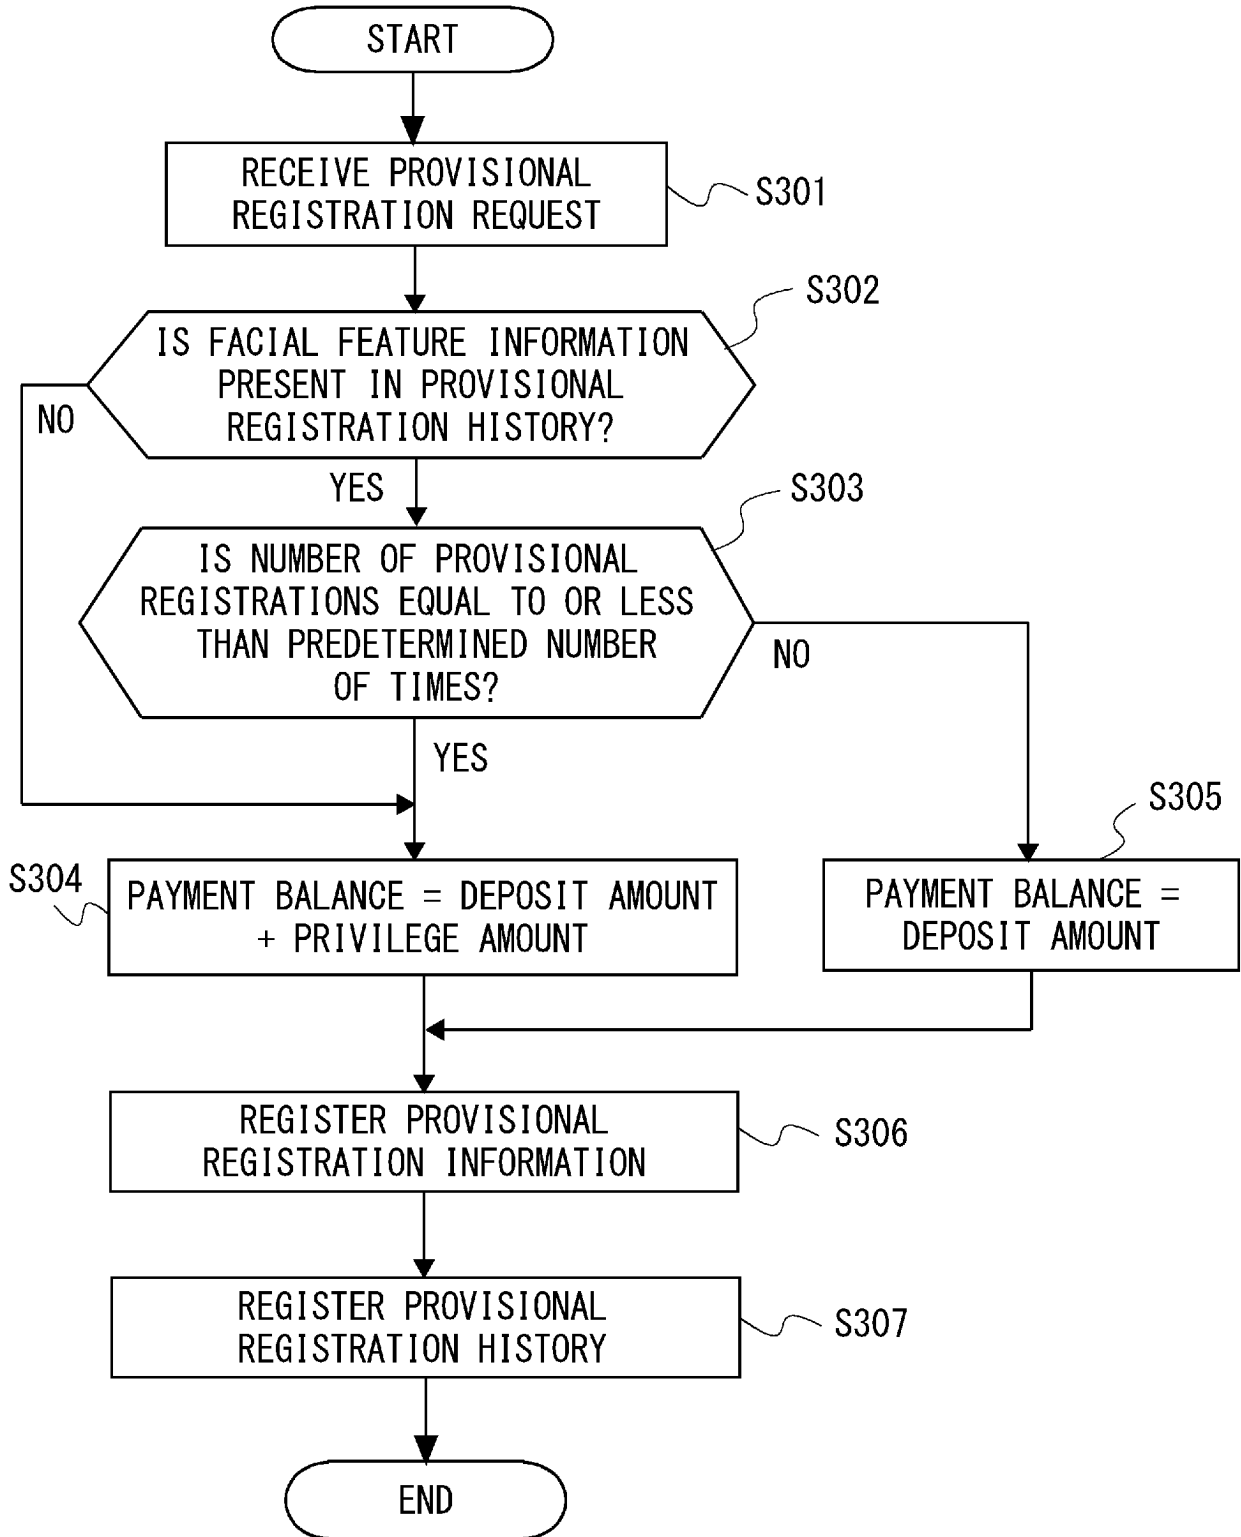 START
RECEIVE PROVISIONAL
REGISTRATION REQUEST
S301
S302
IS FACIAL FEATURE INFORMATION
PRESENT IN PROVISIONAL
REGISTRATION HISTORY?
NO
YES
S303
IS NUMBER OF PROVISIONAL
REGISTRATIONS EQUAL TO OR LESS
THAN PREDETERMINED NUMBER
OF TIMES?
NO
YES
S304
PAYMENT BALANCE = DEPOSIT AMOUNT
+ PRIVILEGE AMOUNT
S305
PAYMENT BALANCE =
DEPOSIT AMOUNT
REGISTER PROVISIONAL
REGISTRATION INFORMATION
S306
REGISTER PROVISIONAL
REGISTRATION HISTORY
S307
END